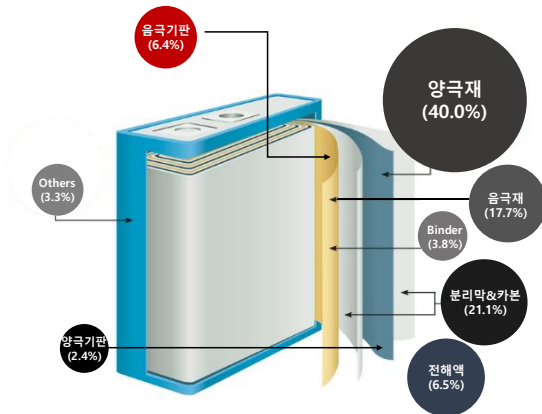 음극기판
(6.4%)
양극재
(40.0%)
Others
(3.3%)
음극재
(17.7%)
Binder
(3.8%)
분리막&카본
(21.1%)
양극기판
(2.4%)
전해액
(6.5%)